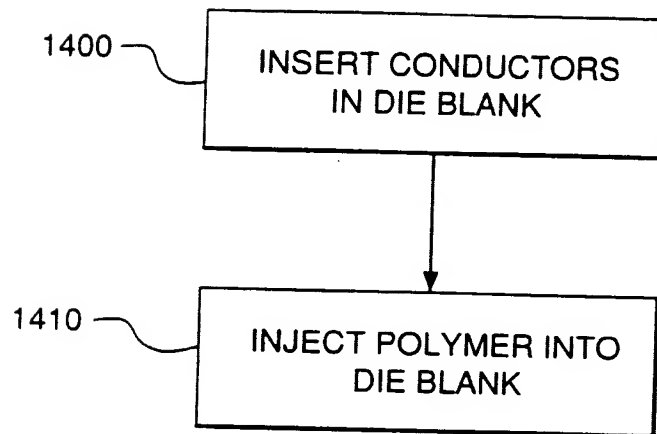 1400
INSERT CONDUCTORS
IN DIE BLANK
1410
INJECT POLYMER INTO
DIE BLANK